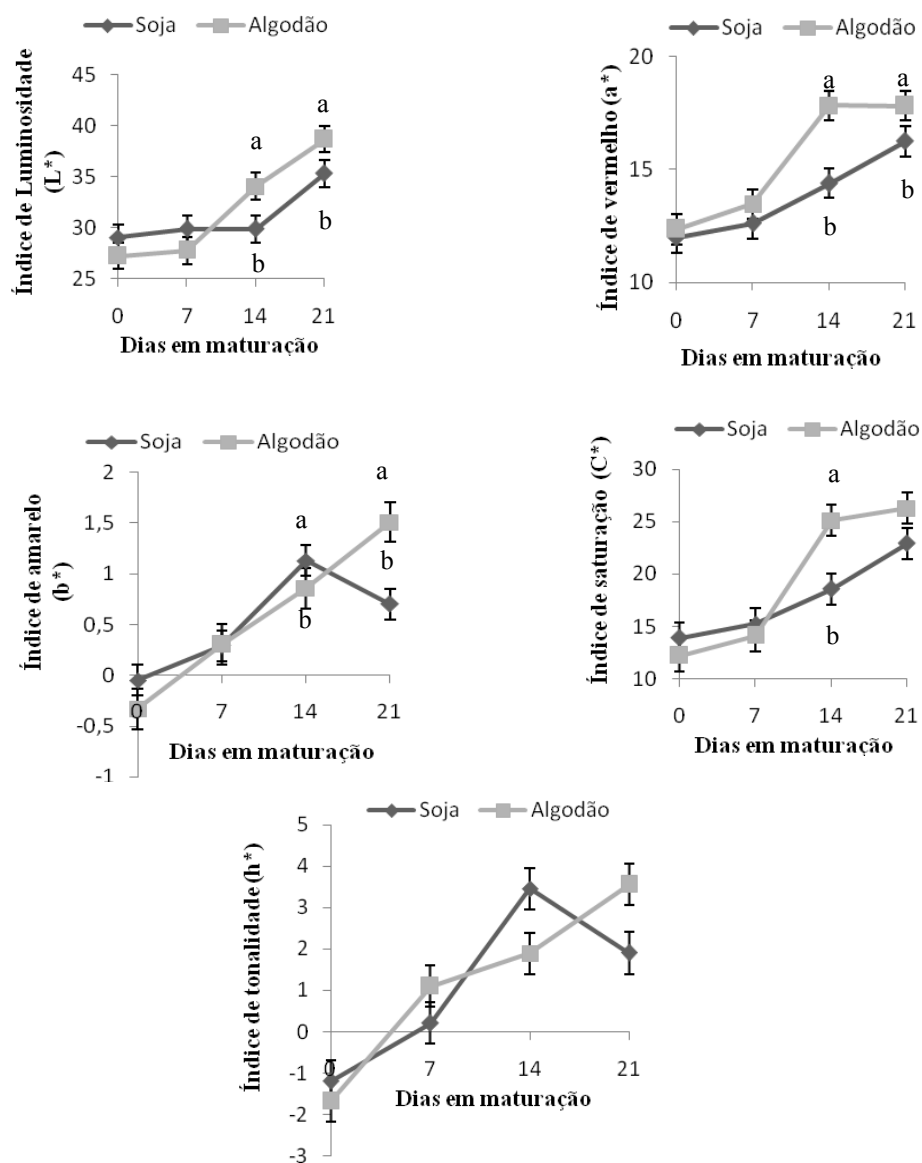 Soja Algodão
Índice de Luminosidade
(L*)
45
40
35
30
25
a
a
b
b
0 7 14 21
Dias em maturação
Soja Algodão
Índice de vermelho (a*)
20
15
10
a a
b
b
0 7 14 21
Dias em maturação
Soja Algodão
Índice de amarelo
(b*)
2
1,5
1
0,5
0
-0,5
-1
a
a
b
b
0 7 14 21
Dias em maturação
Soja Algodão
Índice de saturação (C*)
30
25
20
15
10
a
b
0 7 14 21
Dias em maturação
Soja Algodão
Índice de tonalidade (h*)
5
4
3
2
1
0
-1
-2
-3
0 7 14 21
Dias em maturação